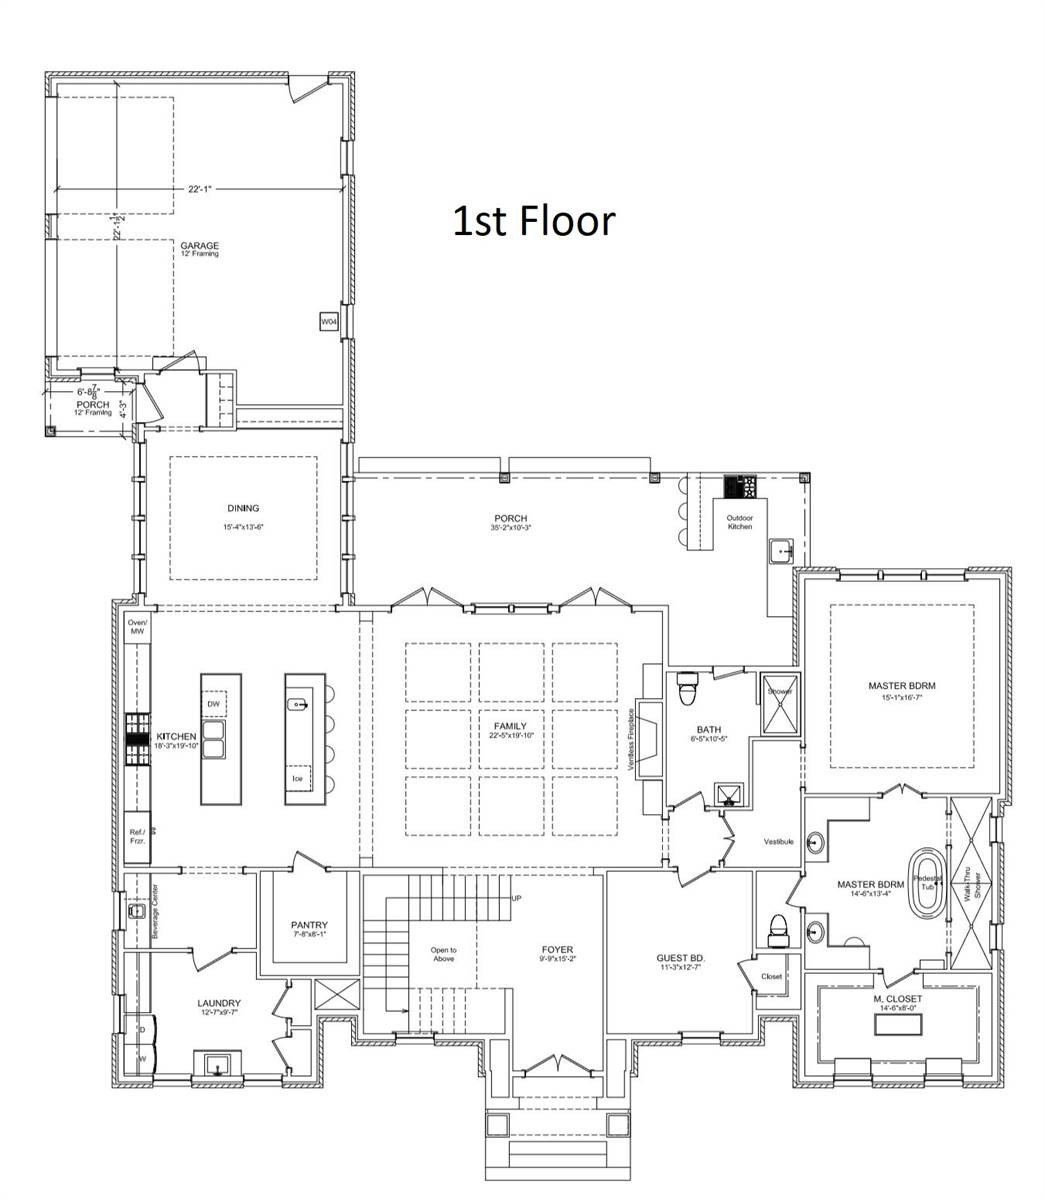 1st Floor
22'-1"
22'-1 1/2"
GARAGE
12' Framing
W04
6'-8 7/8"
PORCH
12' Framing
4'-3"
DINING
15'-4"x13'-6"
PORCH
35'-2"x10'-3"
Outdoor
Kitchen
Oven/
MW
DW
KITCHEN
18'-3"x19'-10"
Ice
Ref./
Frzr.
FAMILY
22'-5"x19'-10"
Ventless Fireplace
BATH
6'-5"x10'-5"
Shower
MASTER BDRM
15'-1"x16'-7"
Vestibule
MASTER BDRM
14'-6"x13'-4"
Pedestal
Tub
Walk-Thru
Shower
Beverage Center
PANTRY
7'-8"x8'-1"
UP
Open to
Above
FOYER
9'-9"x15'-2"
GUEST BD.
11'-3"x12'-7"
Closet
LAUNDRY
12'-7"x9'-7"
D
W
M. CLOSET
14'-6"x8'-0"